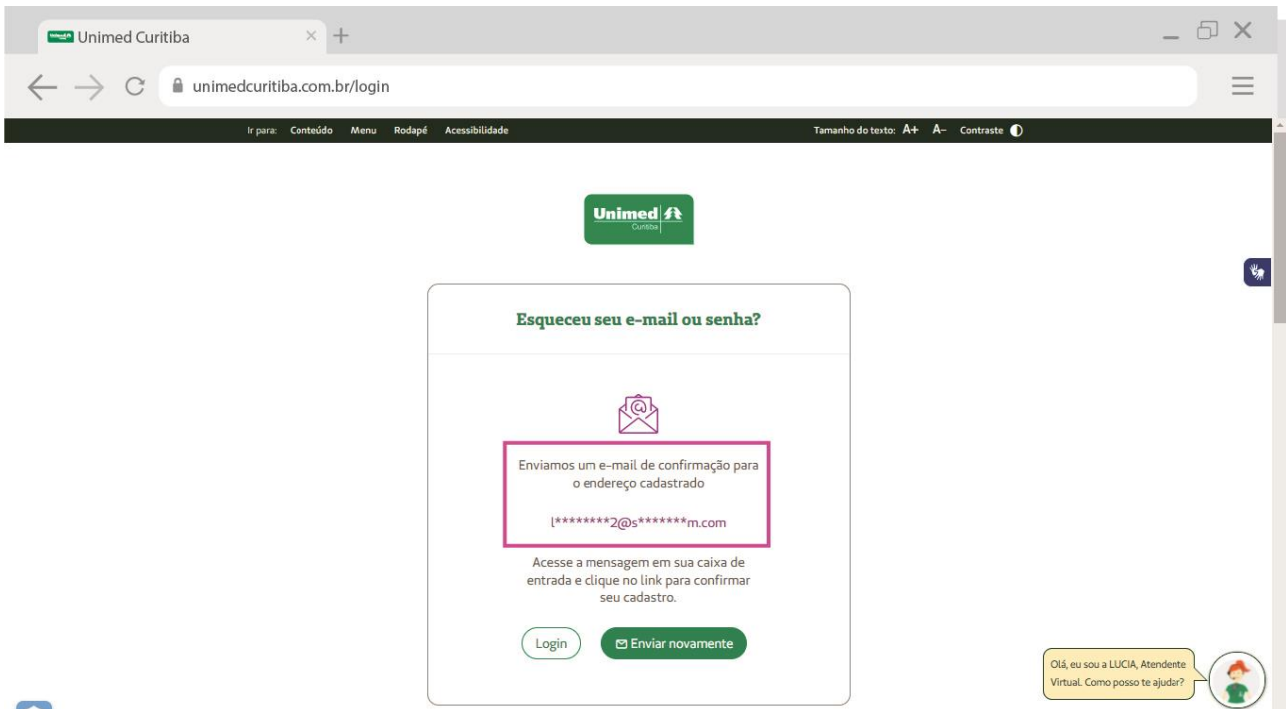 Unimed Curitiba
unimedcuritiba.com.br/login
Ir para: Conteúdo Menu Rodapé Acessibilidade Tamanho do texto: A+ A- Contraste
Unimed
Curitiba
Esqueceu seu e-mail ou senha?
Enviamos um e-mail de confirmação para
o endereço cadastrado
l********2@s*******m.com
Acesse a mensagem em sua caixa de
entrada e clique no link para confirmar
seu cadastro.
Login Enviar novamente
Olá, eu sou a LUCIA, Atendente
Virtual. Como posso te ajudar?